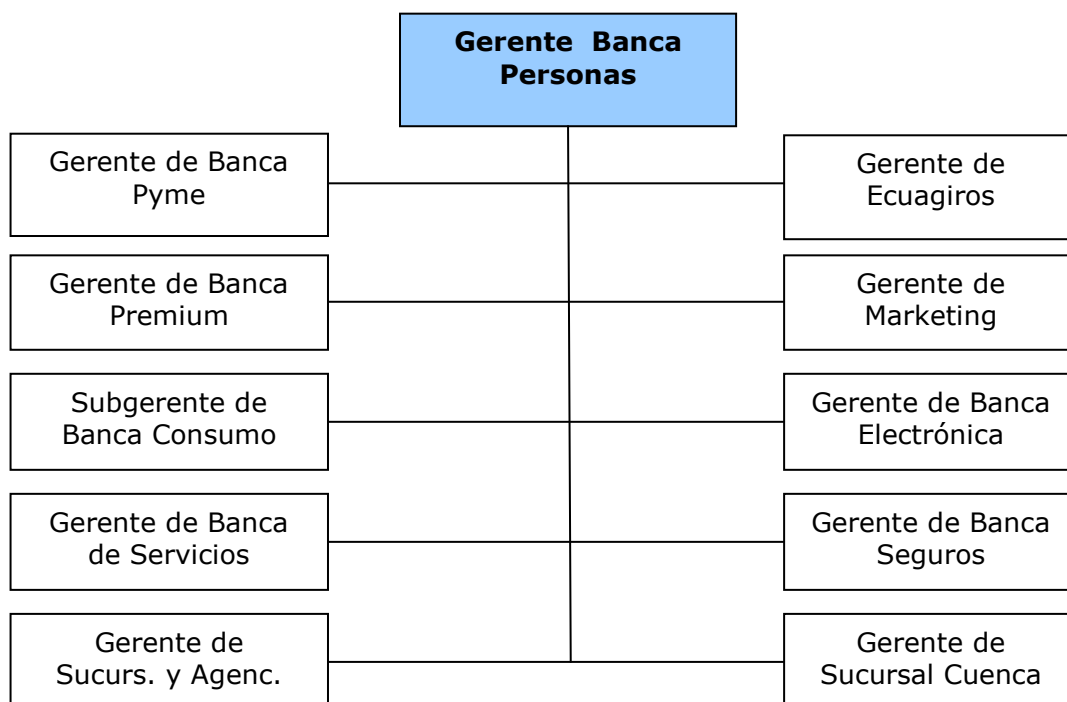 Gerente Banca
Personas
Gerente de Banca
Pyme
Gerente de
Ecuagiros
Gerente de Banca
Premium
Gerente de
Marketing
Subgerente de
Banca Consumo
Gerente de Banca
Electrónica
Gerente de Banca
de Servicios
Gerente de Banca
Seguros
Gerente de
Sucurs. y Agenc.
Gerente de
Sucursal Cuenca